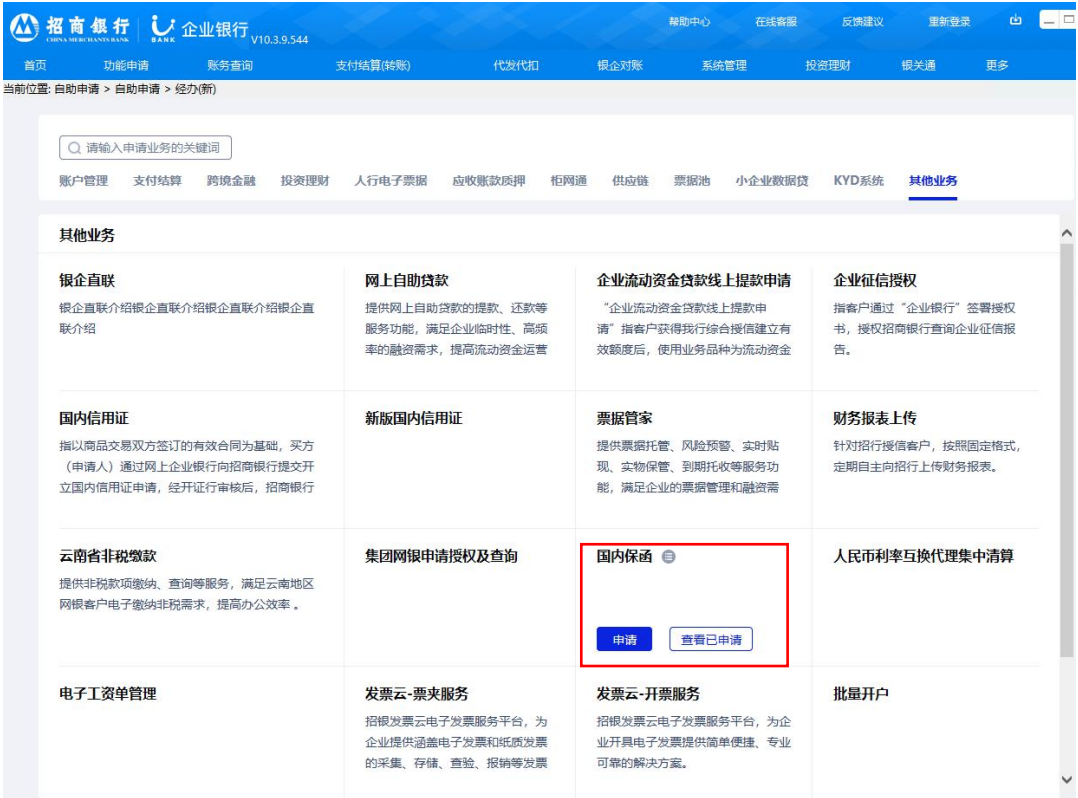 招商银行 企业银行 V10.3.9.544 帮助中心 在线客服 反馈建议 重新登录
CHINA MERCHANTS BANK BANK
首页 功能申请 账务查询 支付结算(转账) 代发代扣 银企对账 系统管理 投资理财 银关通 更多
当前位置: 自助申请 > 自助申请 > 经办(新)
请输入申请业务的关键词
账户管理 支付结算 跨境金融 投资理财 人行电子票据 应收账款质押 柜网通 供应链 票据池 小企业数据贷 KYD系统 其他业务
其他业务
银企直联
银企直联介绍银企直联介绍银企直联介绍银企直
联介绍
网上自助贷款
提供网上自助贷款的提款、还款等
服务功能，满足企业临时性、高频
率的融资需求，提高流动资金运营
企业流动资金贷款线上提款申请
“企业流动资金贷款线上提款申
请”指客户获得我行综合授信建立有
效额度后，使用业务品种为流动资金
企业征信授权
指客户通过“企业银行”签署授权
书，授权招商银行查询企业征信报
告。
国内信用证
指以商品交易双方签订的有效合同为基础，买方
（申请人）通过网上企业银行向招商银行提交开
立国内信用证申请，经开证行审核后，招商银行
新版国内信用证
票据管家
提供票据托管、风险预警、实时贴
现、实物保管、到期托收等服务功
能，满足企业的票据管理和融资需
财务报表上传
针对招行授信客户，按照固定格式，
定期自主向招行上传财务报表。
云南省非税缴款
提供非税款项缴纳、查询等服务，满足云南地区
网银客户电子缴纳非税需求，提高办公效率 。
集团网银申请授权及查询
国内保函
申请 查看已申请
人民币利率互换代理集中清算
电子工资单管理
发票云-票夹服务
招银发票云电子发票服务平台，为
企业提供涵盖电子发票和纸质发票
的采集、存储、查验、报销等发票
发票云-开票服务
招银发票云电子发票服务平台，为企
业开具电子发票提供简单便捷、专业
可靠的解决方案。
批量开户